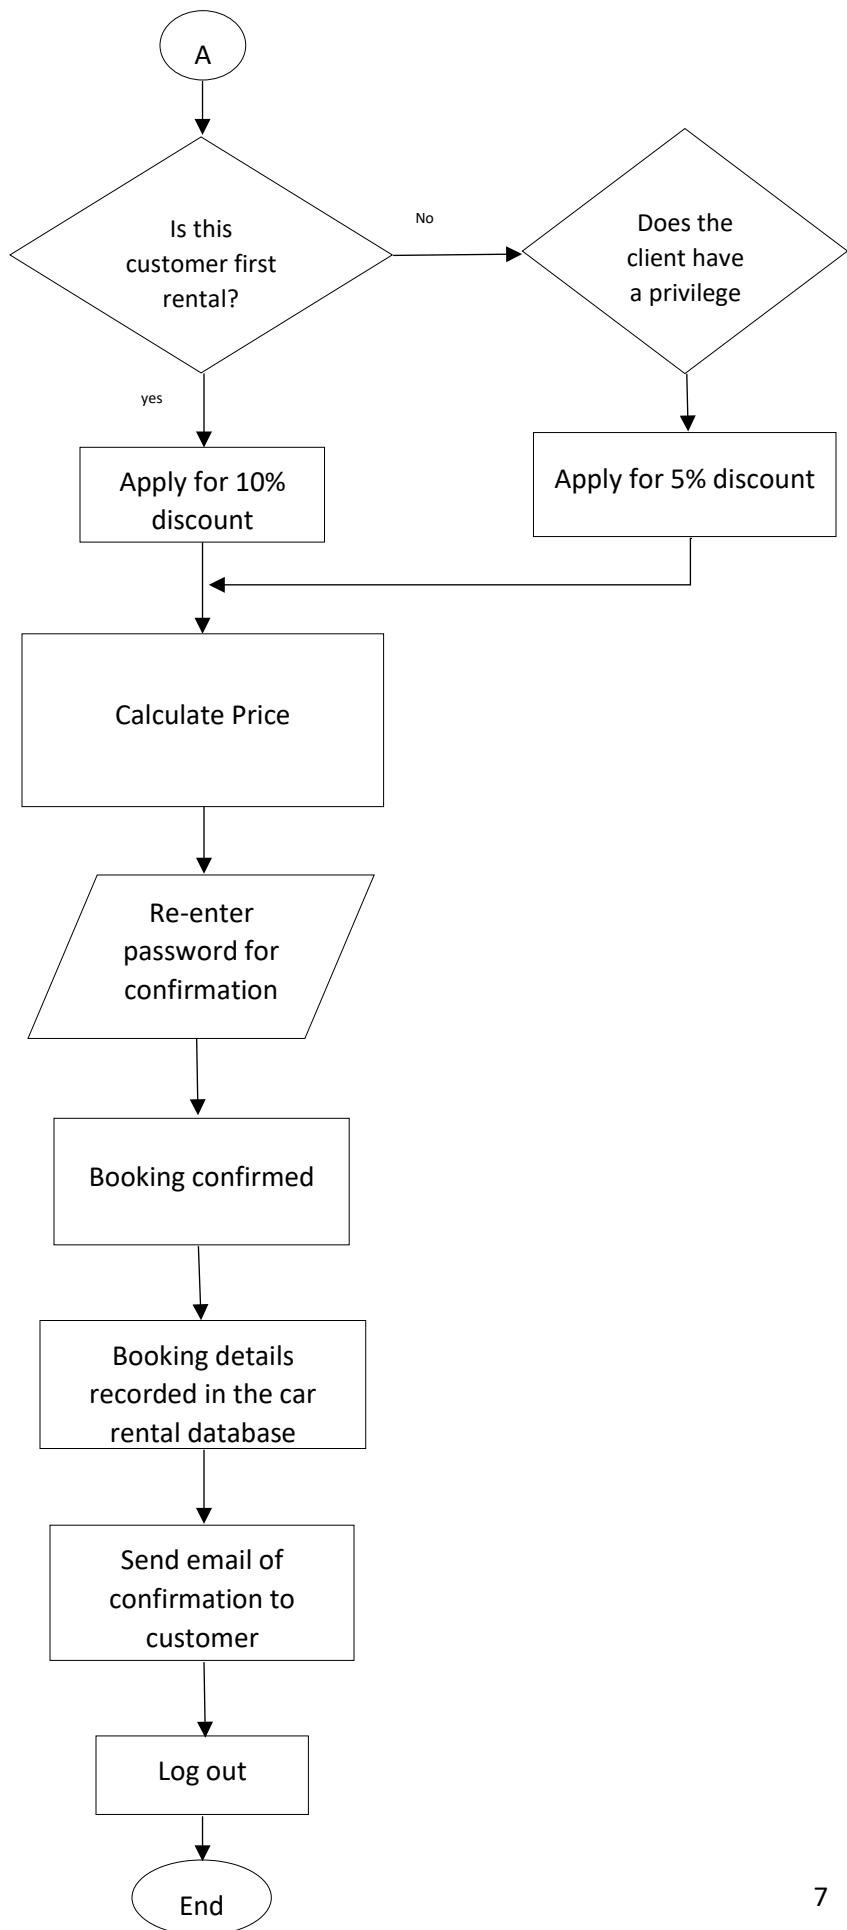 A
Is this
customer first
rental?
No
Does the
client have
a privilege
yes
Apply for 10%
discount
Apply for 5% discount
Calculate Price
Re-enter
password for
confirmation
Booking confirmed
Booking details
recorded in the car
rental database
Send email of
confirmation to
customer
Log out
End
7